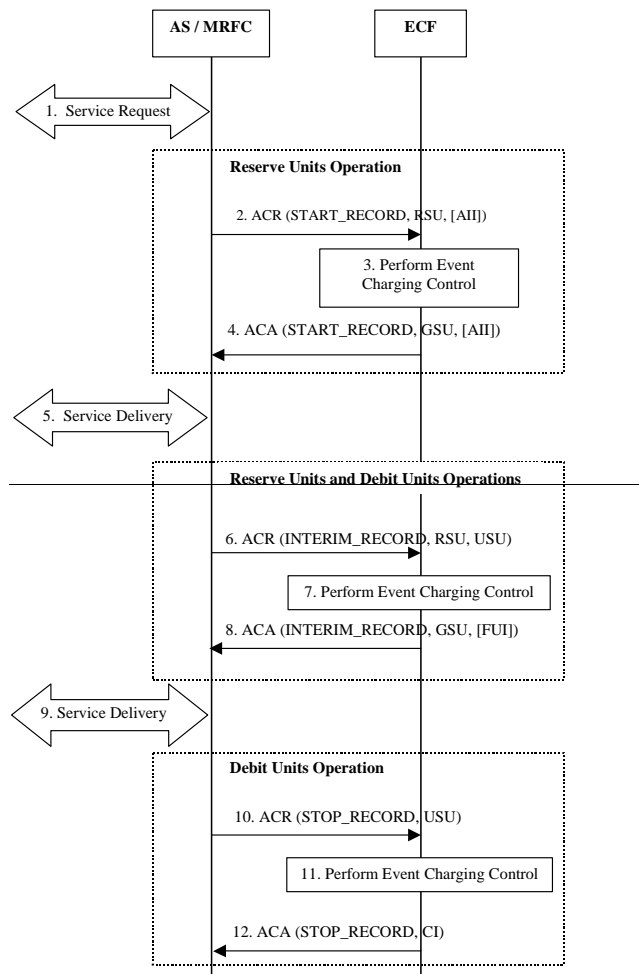 AS / MRFC
ECF
1. Service Request
Reserve Units Operation
2. ACR (START_RECORD, RSU, [AII])
3. Perform Event
Charging Control
4. ACA (START_RECORD, GSU, [AII])
5. Service Delivery
Reserve Units and Debit Units Operations
6. ACR (INTERIM_RECORD, RSU, USU)
7. Perform Event Charging Control
8. ACA (INTERIM_RECORD, GSU, [FUI])
9. Service Delivery
Debit Units Operation
10. ACR (STOP_RECORD, USU)
11. Perform Event Charging Control
12. ACA (STOP_RECORD, CI)